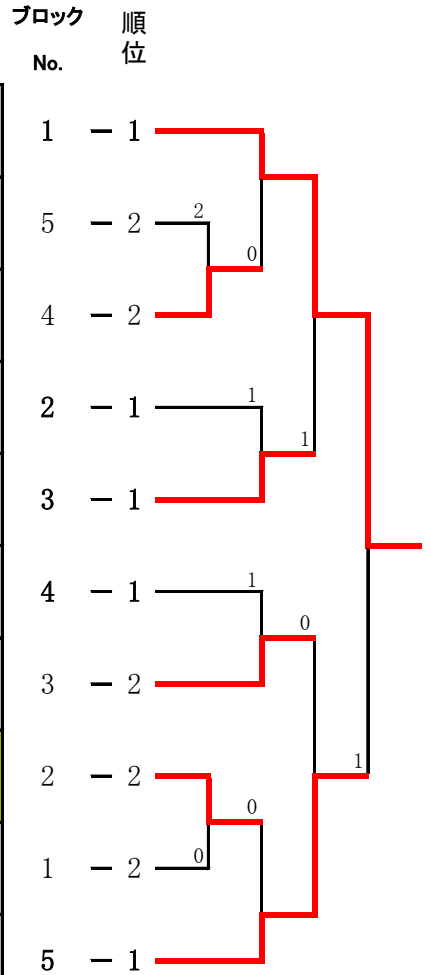 ブロック 順位
No.
1 ー 1
5 ー 2 2
0
4 ー 2
2 ー 1 1
1
3 ー 1
4 ー 1 1
0
3 ー 2
2 ー 2
1
0
1 ー 2 0
5 ー 1